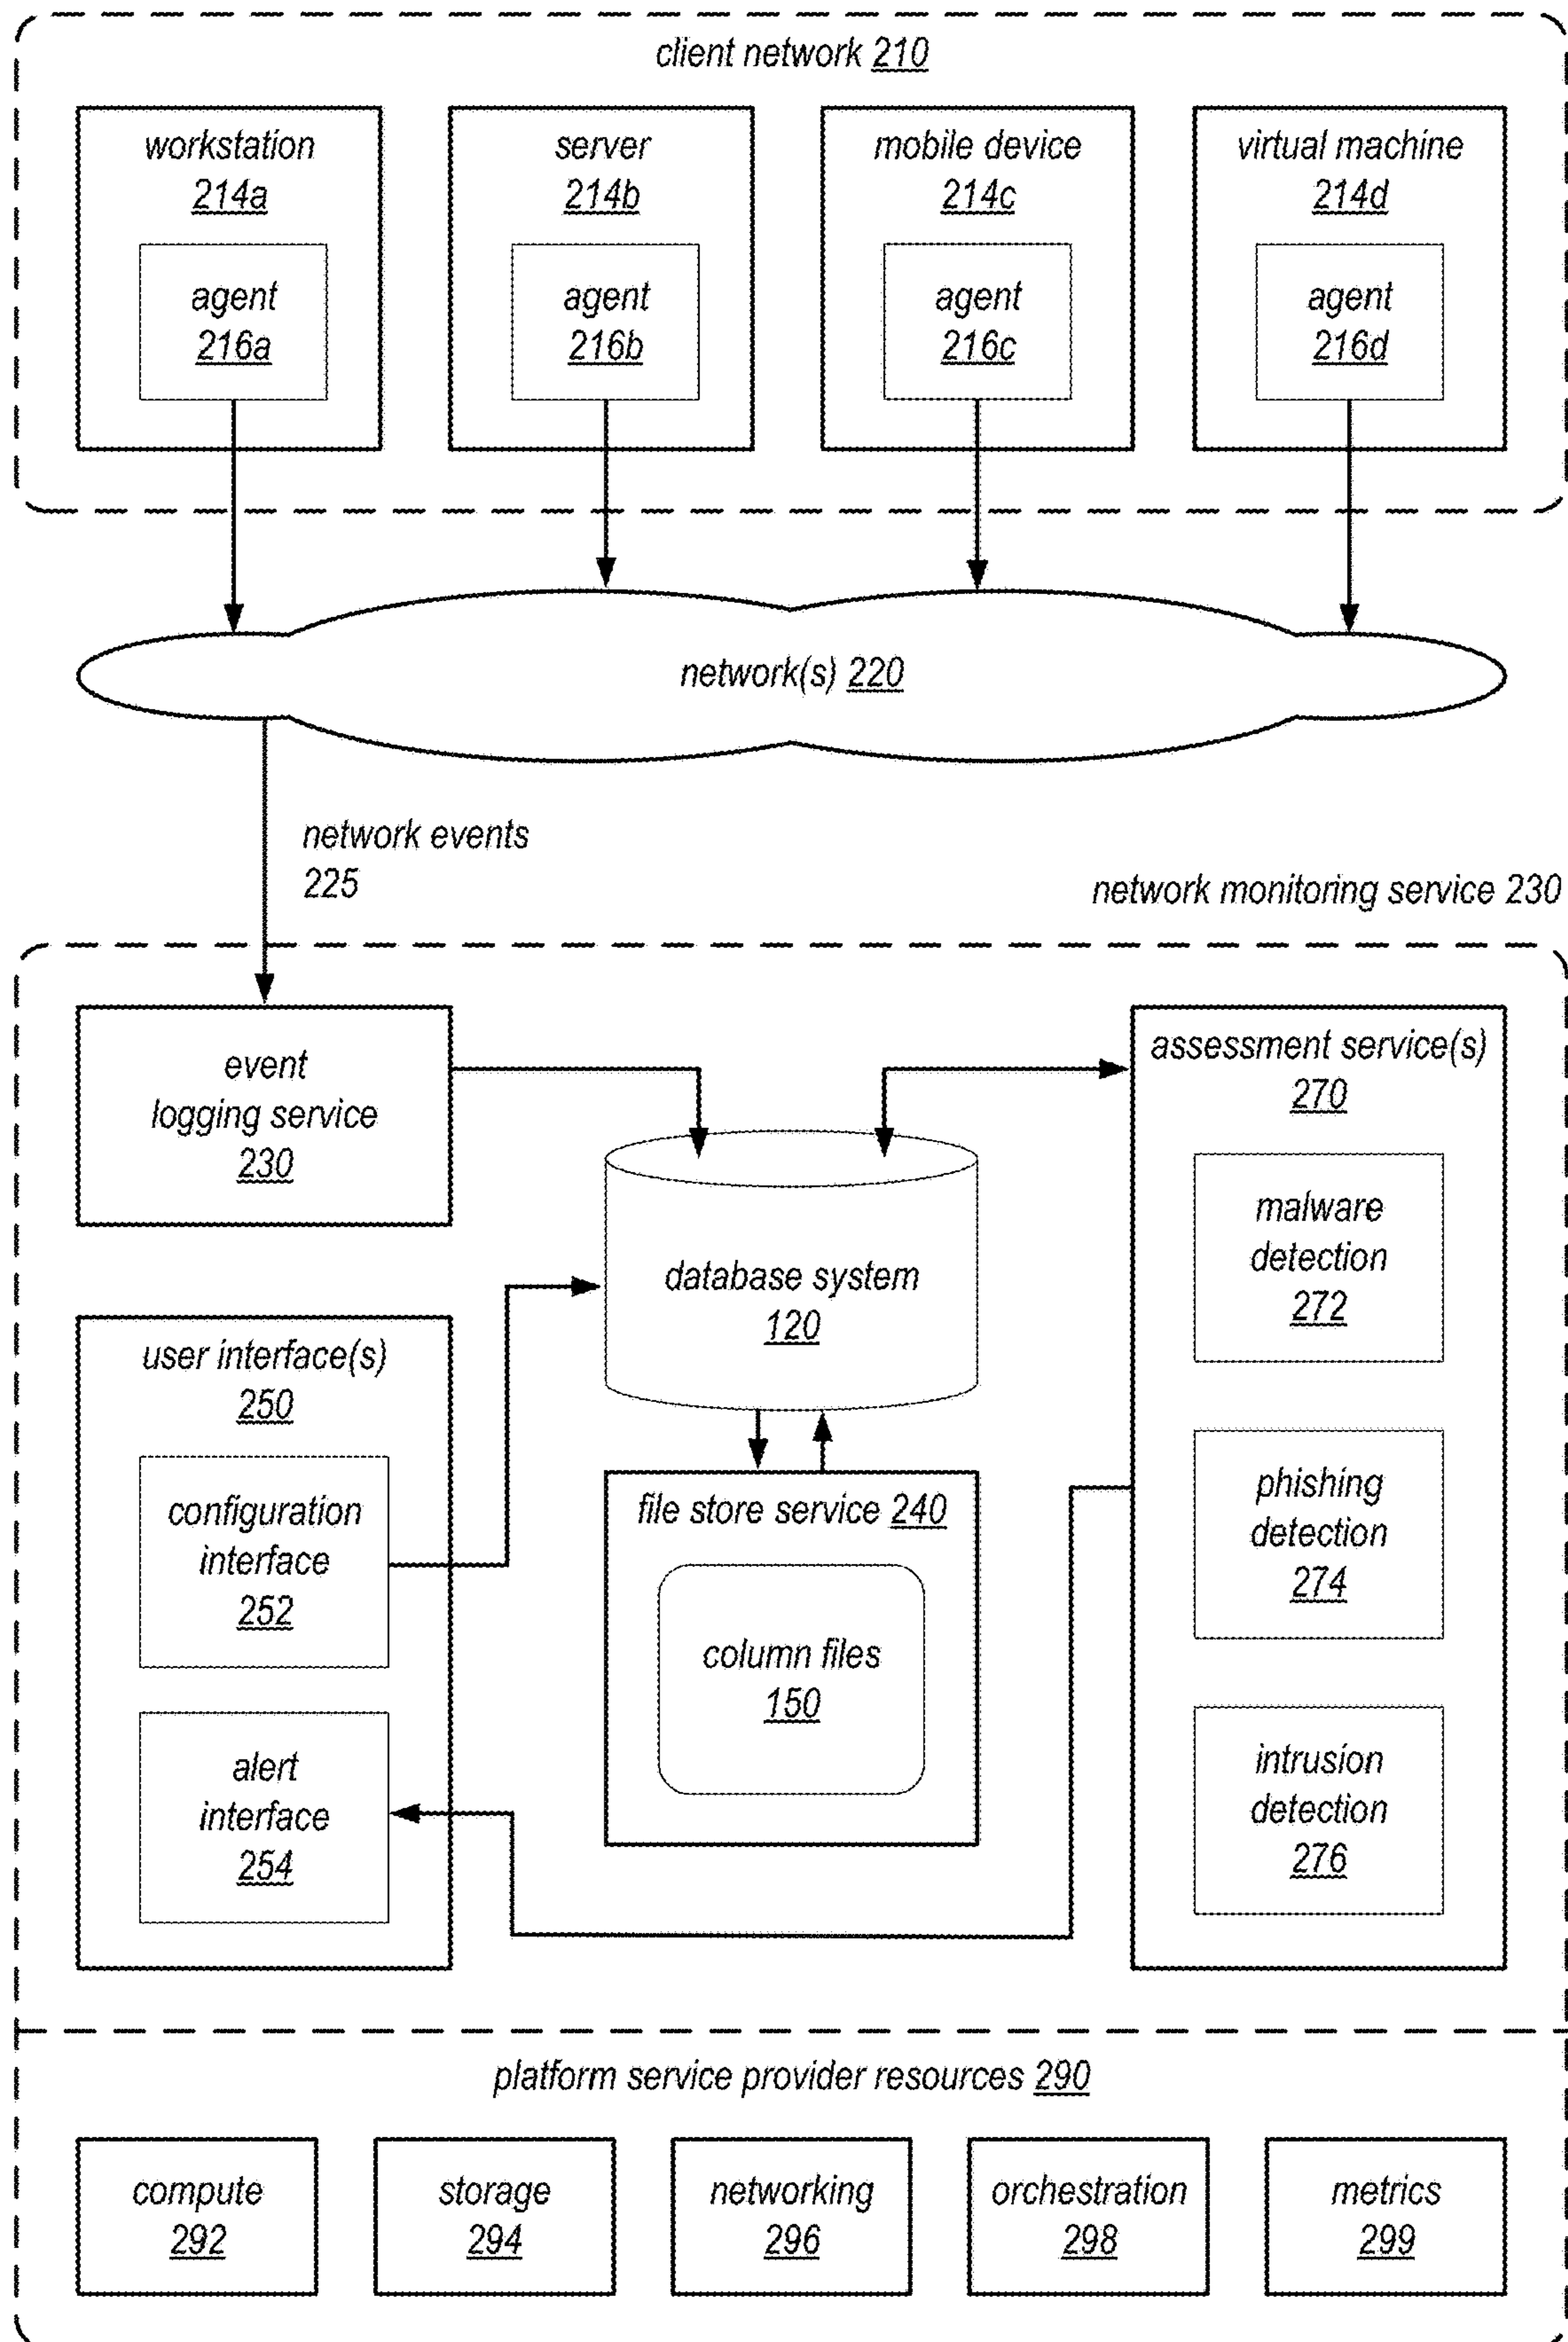 client network 210
workstation
214a
agent
216a
server
214b
agent
216b
mobile device
214c
agent
216c
virtual machine
214d
agent
216d
network(s) 220
network events
225
network monitoring service 230
event
logging service
230
database system
120
assessment service(s)
270
malware
detection
272
phishing
detection
274
intrusion
detection
276
user interface(s)
250
configuration
interface
252
alert
interface
254
file store service 240
column files
150
platform service provider resources 290
compute
292
storage
294
networking
296
orchestration
298
metrics
299